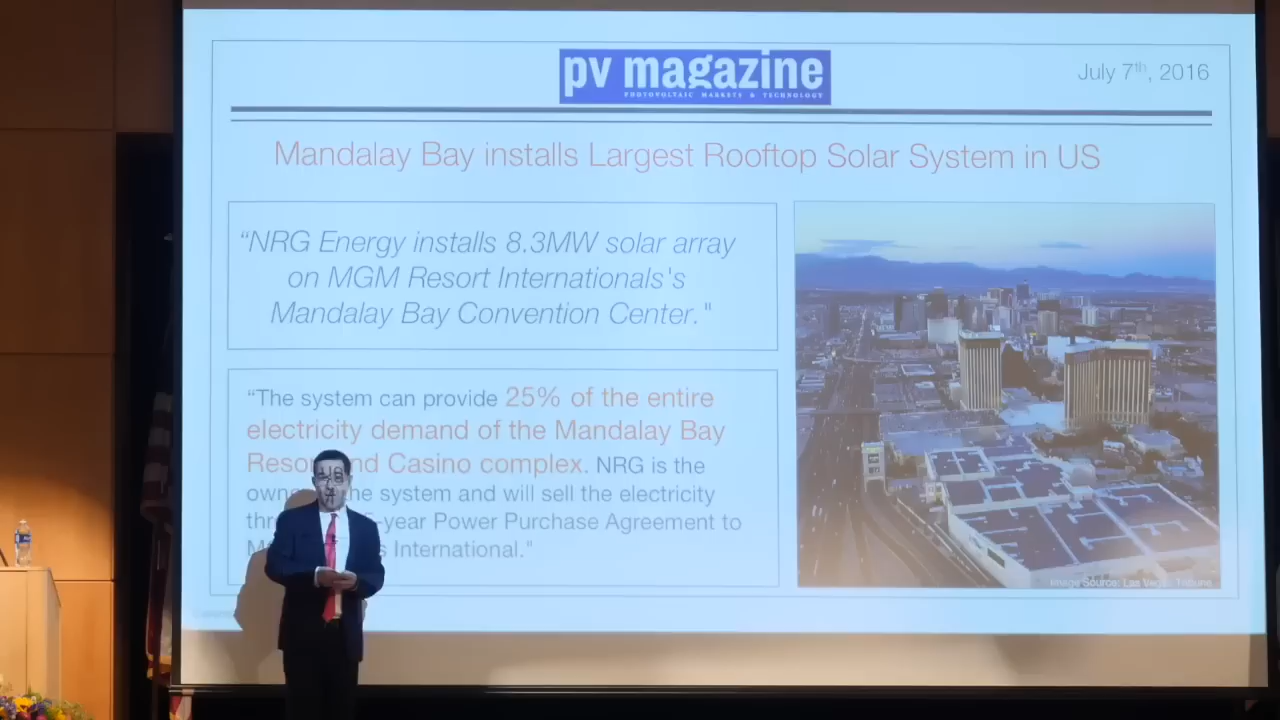 pv magazine
PHOTOVOLTAIC MARKETS & TECHNOLOGY
July 7th, 2016
Mandalay Bay installs Largest Rooftop Solar System in US
“NRG Energy installs 8.3MW solar array
on MGM Resort Internationals's
Mandalay Bay Convention Center."
“The system can provide 25% of the entire
electricity demand of the Mandalay Bay
and Casino complex. NRG is the
the system and will sell the electricity
5-year Power Purchase Agreement to
International."
Image Source: Las Vegas Tribune